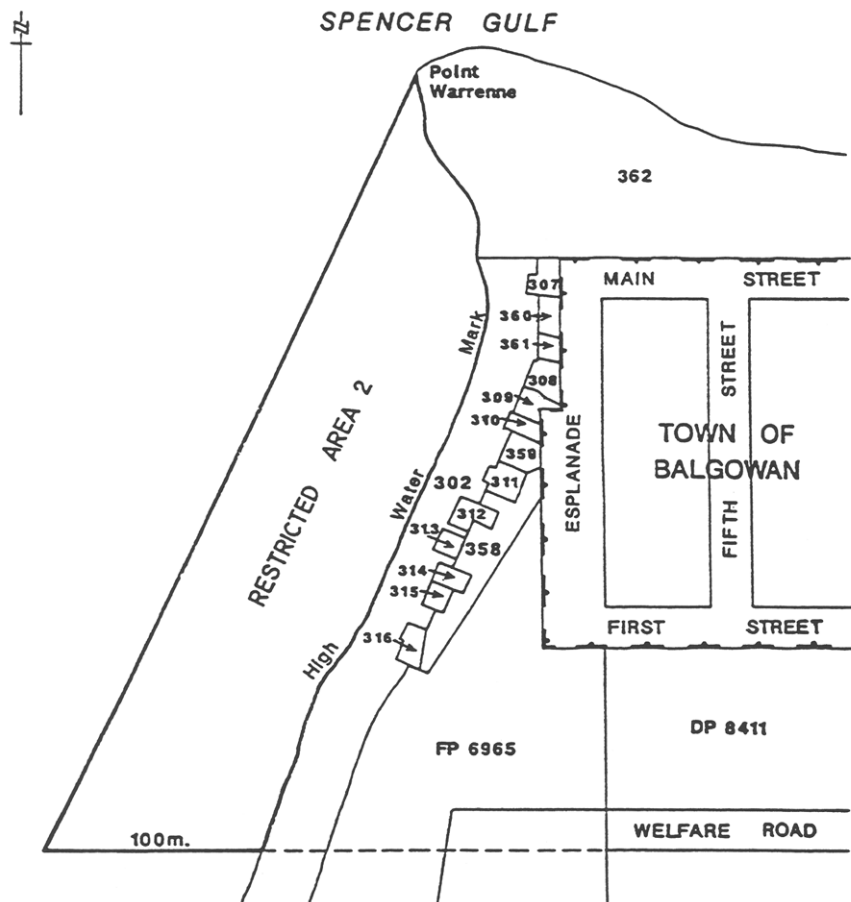 SPENCER GULF
N
Point
Warrenne
362
MAIN STREET
307
360
361
308
309
310
359
311
302
312
313
358
314
315
316
Mark
Water
High
RESTRICTED AREA 2
ESPLANADE
FIFTH STREET
TOWN OF
BALGOWAN
FIRST STREET
DP 8411
FP 6965
100m.
WELFARE ROAD